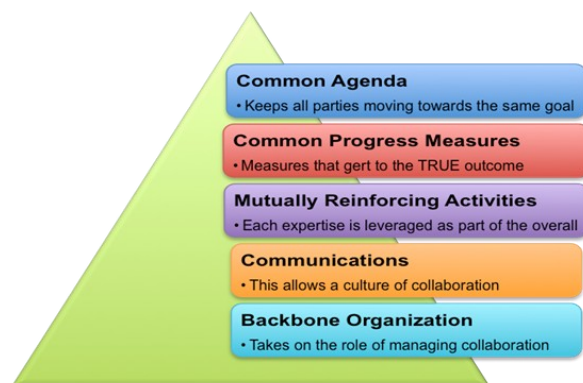 Common Agenda
• Keeps all parties moving towards the same goal
Common Progress Measures
• Measures that gert to the TRUE outcome
Mutually Reinforcing Activities
• Each expertise is leveraged as part of the overall
Communications
• This allows a culture of collaboration
Backbone Organization
• Takes on the role of managing collaboration